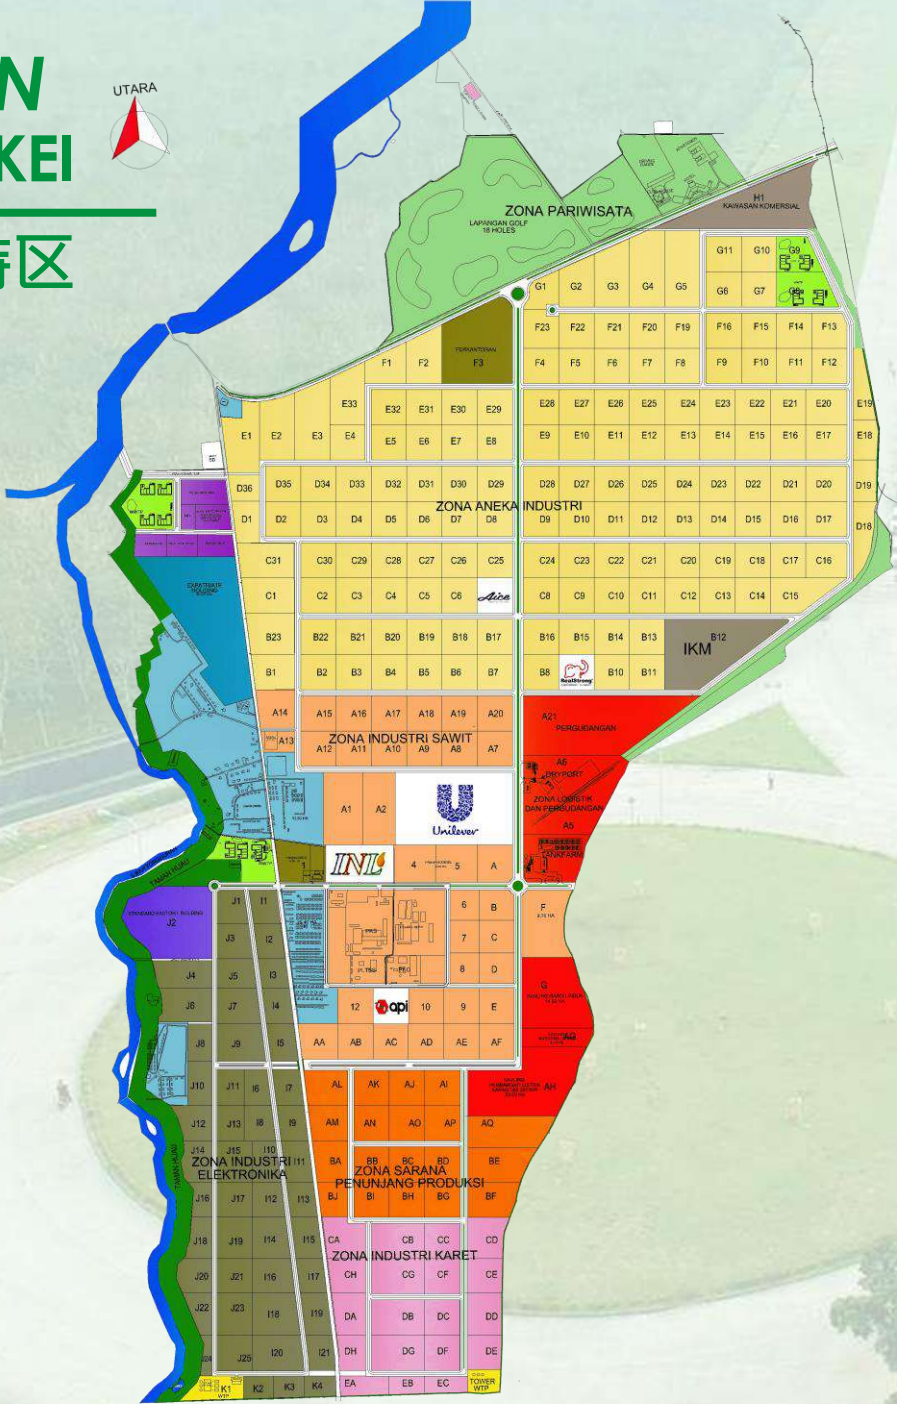 N
UTARA
KEI
区
ZONA PARIWISATA
LAPANGAN GOLF
18 HOLES
H1
KAWASAN KOMERSIAL
G11 G10 G9
G1 G2 G3 G4 G5 G6 G7
F23 F22 F21 F20 F19 F16 F15 F14 F13
F1 F2 PERKANTORAN
F3 F4 F5 F6 F7 F8 F9 F10 F11 F12
E33 E32 E31 E30 E29 E28 E27 E26 E25 E24 E23 E22 E21 E20 E19
E1 E2 E3 E4 E5 E6 E7 E8 E9 E10 E11 E12 E13 E14 E15 E16 E17 E18
D36 D35 D34 D33 D32 D31 D30 D29 D28 D27 D26 D25 D24 D23 D22 D21 D20 D19
ZONA ANEKA INDUSTRI
D1 D2 D3 D4 D5 D6 D7 D8 D9 D10 D11 D12 D13 D14 D15 D16 D17 D18
C31 C30 C29 C28 C27 C26 C25 C24 C23 C22 C21 C20 C19 C18 C17 C16
C1 C2 C3 C4 C5 C6 Aice C8 C9 C10 C11 C12 C13 C14 C15
B23 B22 B21 B20 B19 B18 B17 B16 B15 B14 B13 B12
IKM
B1 B2 B3 B4 B5 B6 B7 B8 RealStrong B10 B11
A14 A15 A16 A17 A18 A19 A20 A21
PERGUDANGAN
ZONA INDUSTRI SAWIT
A13 A12 A11 A10 A9 A8 A7 A6
DRYPORT
ZONA LOGISTIK
DAN PERGUDANGAN
A1 A2 Unilever A5
TANKFARM
1 INL 4 5 A
TAMAN HIJAU
J2
J1 I1 6 B F
J3 I2 PKS 7 C
J4 J5 I3 8 D G
J6 J7 I4 12 api 10 9 E
J8 J9 I5 AA AB AC AD AE AF
J10 J11 I6 I7 AL AK AJ AI AH
J12 J13 I8 I9 AM AN AO AP AQ
J14 J15 I10 I11 BA BB BC BD BE
ZONA INDUSTRI
ELEKTRONIKA
ZONA SARANA
PENUNJANG PRODUKSI
TAMAN HIJAU
J16 J17 I12 I13 BJ BI BH BG BF
J18 J19 I14 I15 CA CB CC CD
ZONA INDUSTRI KARET
J20 J21 I16 I17 CH CG CF CE
J22 J23 I18 I19 DA DB DC DD
J24 J25 I20 I21 DH DG DF DE
K1
WTP
K2 K3 K4 EA EB EC TOWER
WTP